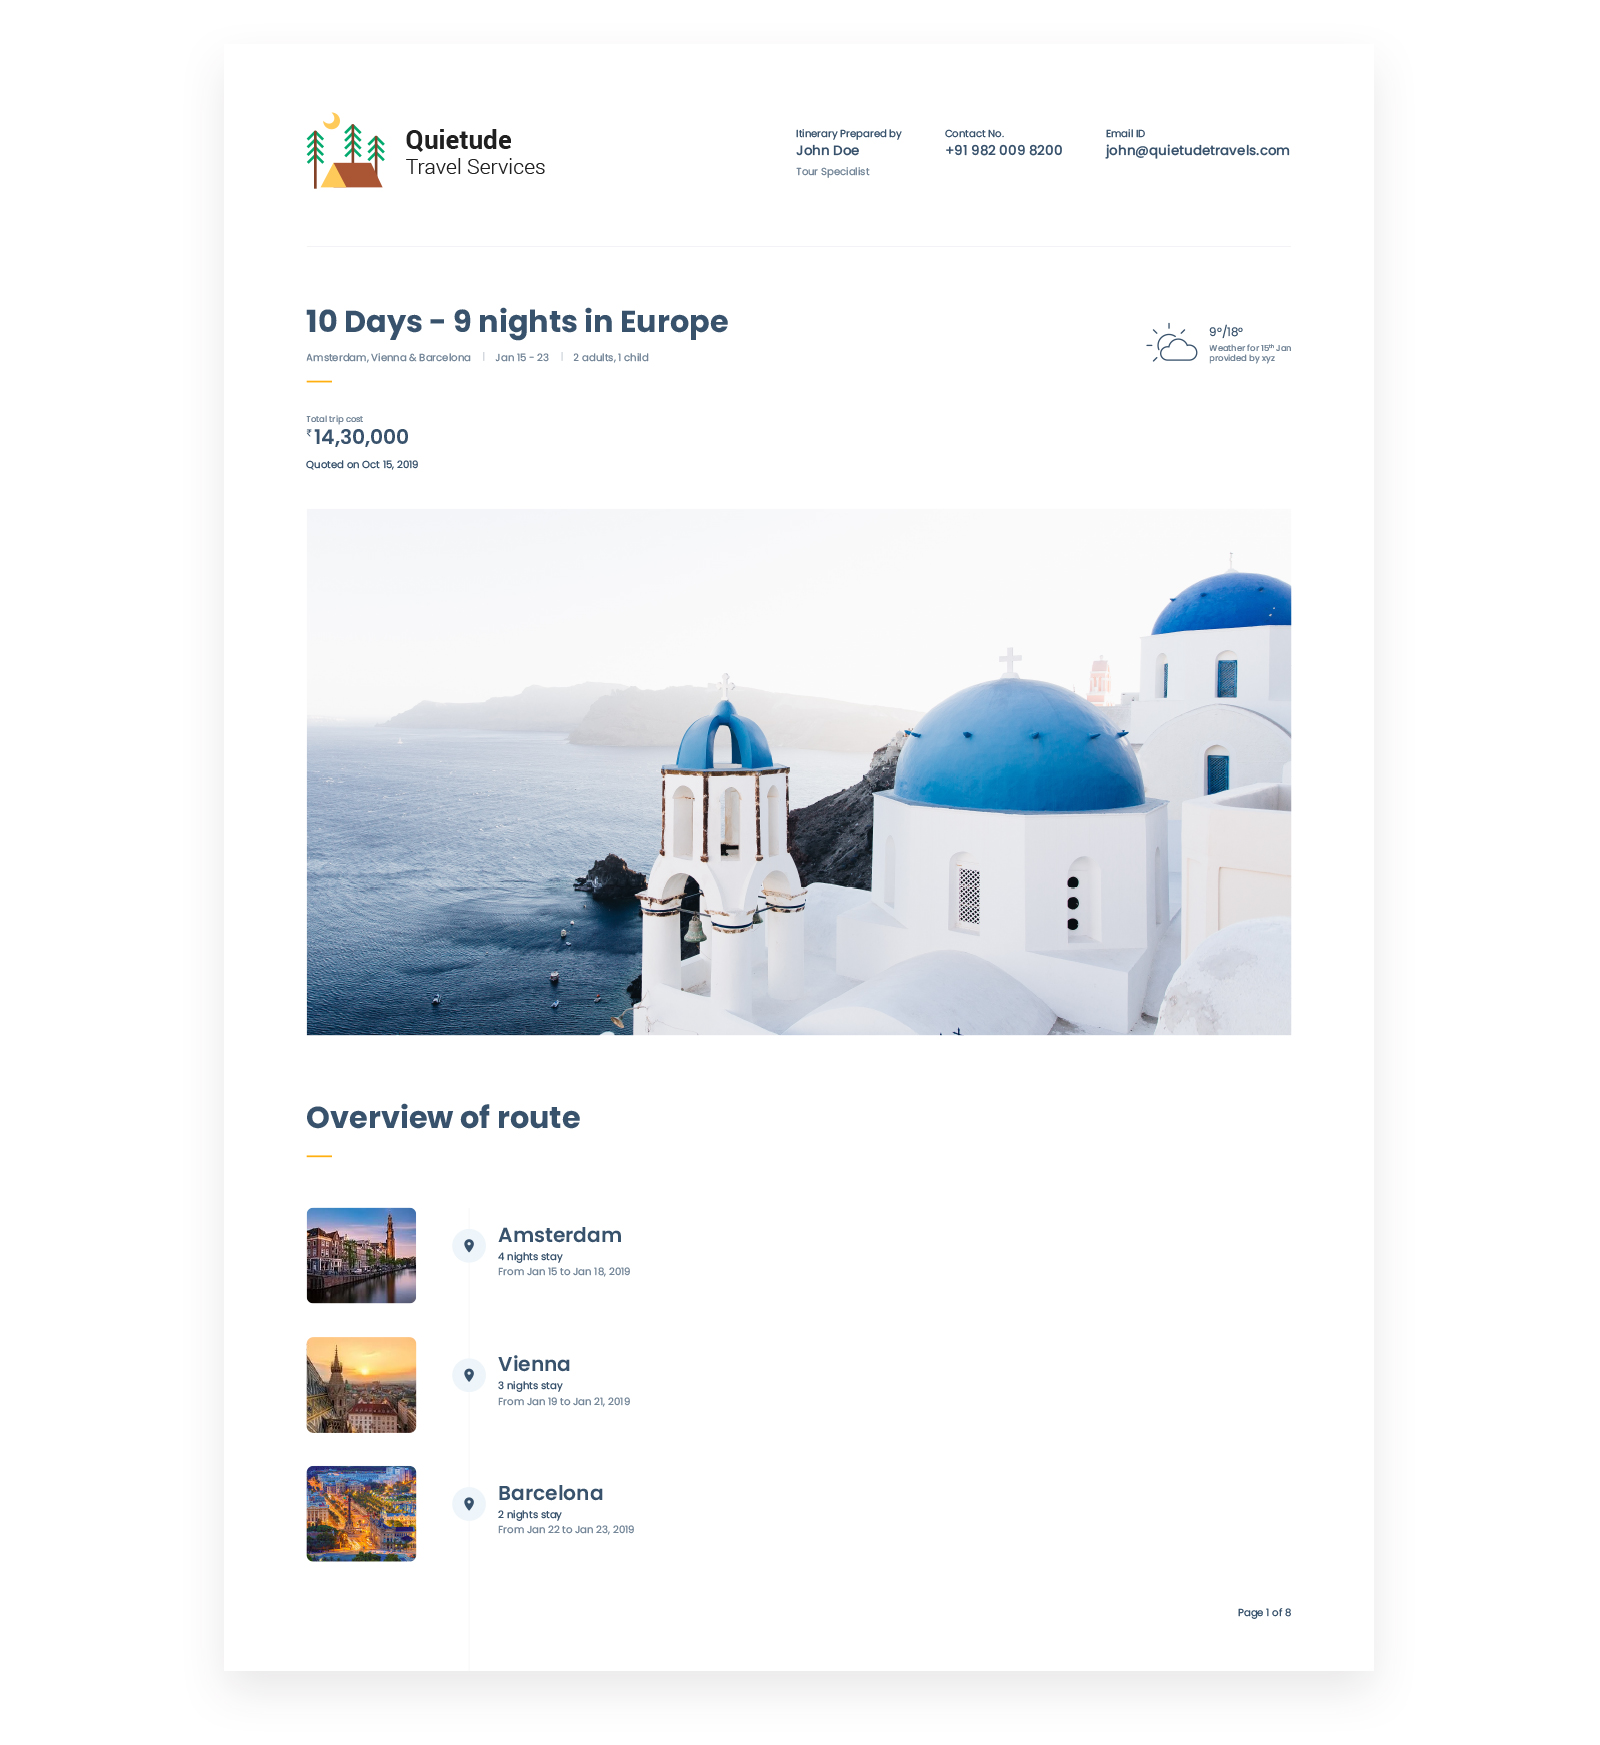 Quietude
Travel Services
Itinerary Prepared by
John Doe
Tour Specialist
Contact No.
+91 982 009 8200
Email ID
john@quietudetravels.com
10 Days - 9 nights in Europe
Amsterdam, Vienna & Barcelona | Jan 15 - 23 | 2 adults, 1 child
9°/18°
Weather for 15th Jan
provided by xyz
Total trip cost
₹14,30,000
Quoted on Oct 15, 2019
Overview of route
Amsterdam
4 nights stay
From Jan 15 to Jan 18, 2019
Vienna
3 nights stay
From Jan 19 to Jan 21, 2019
Barcelona
2 nights stay
From Jan 22 to Jan 23, 2019
Page 1 of 8